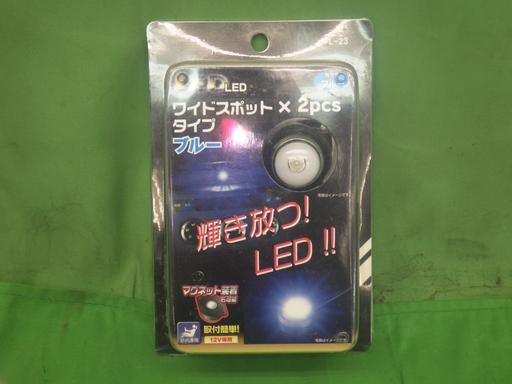 L-23
LED
ワイドスポット × 2pcs
タイプ
ブルー
輝き放つ!
LED !!
マグネット装着
取付簡単!
12V専用